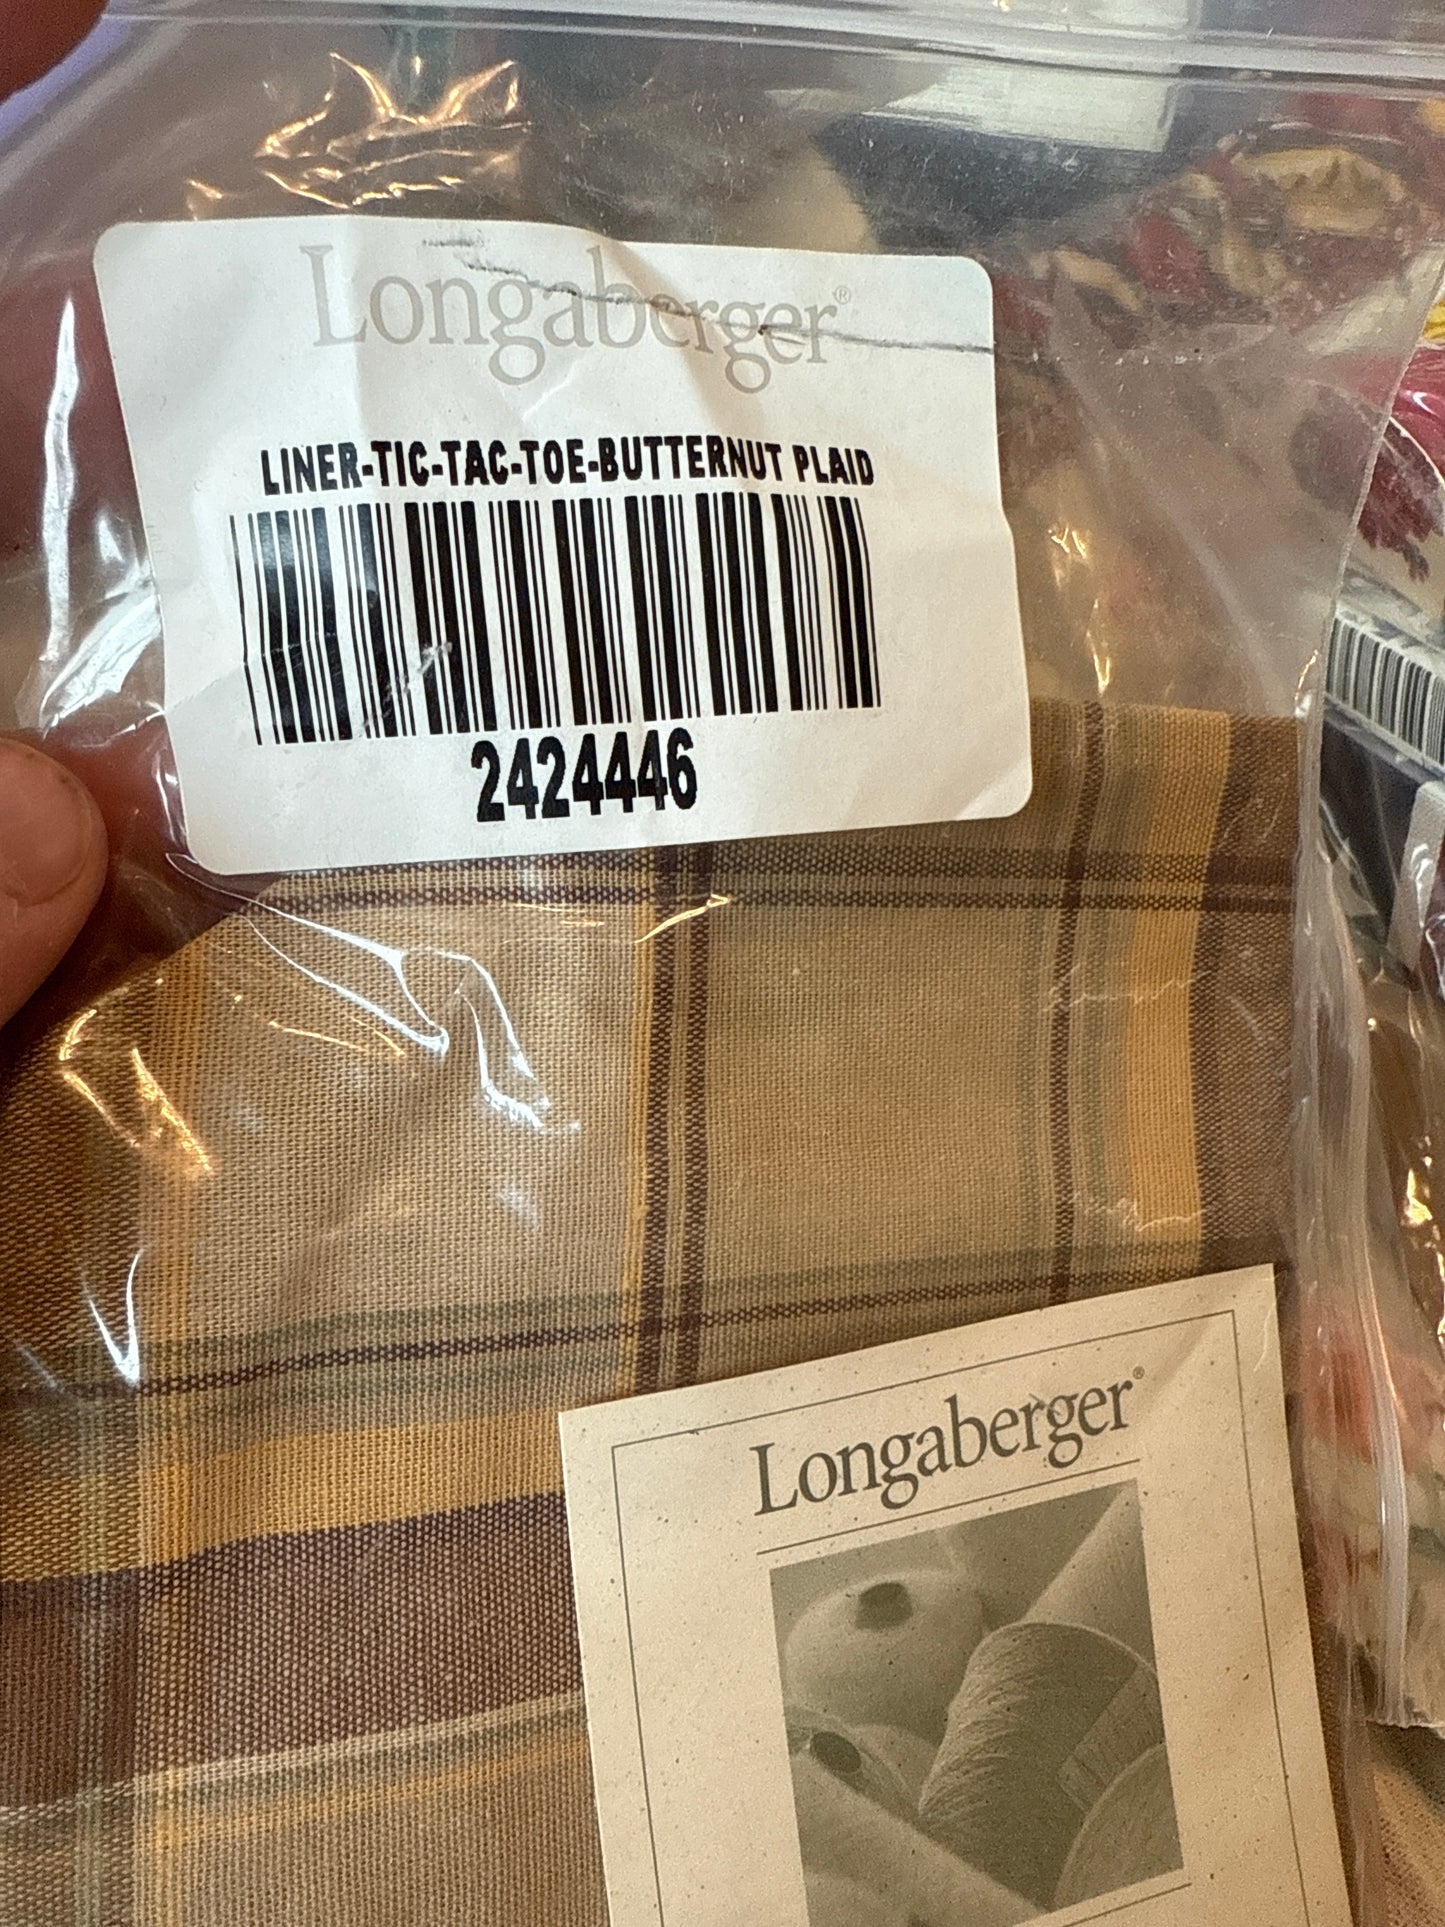 Longaberger®
LINER-TIC-TAC-TOE-BUTTERNUT PLAID
2424446
Longaberger®